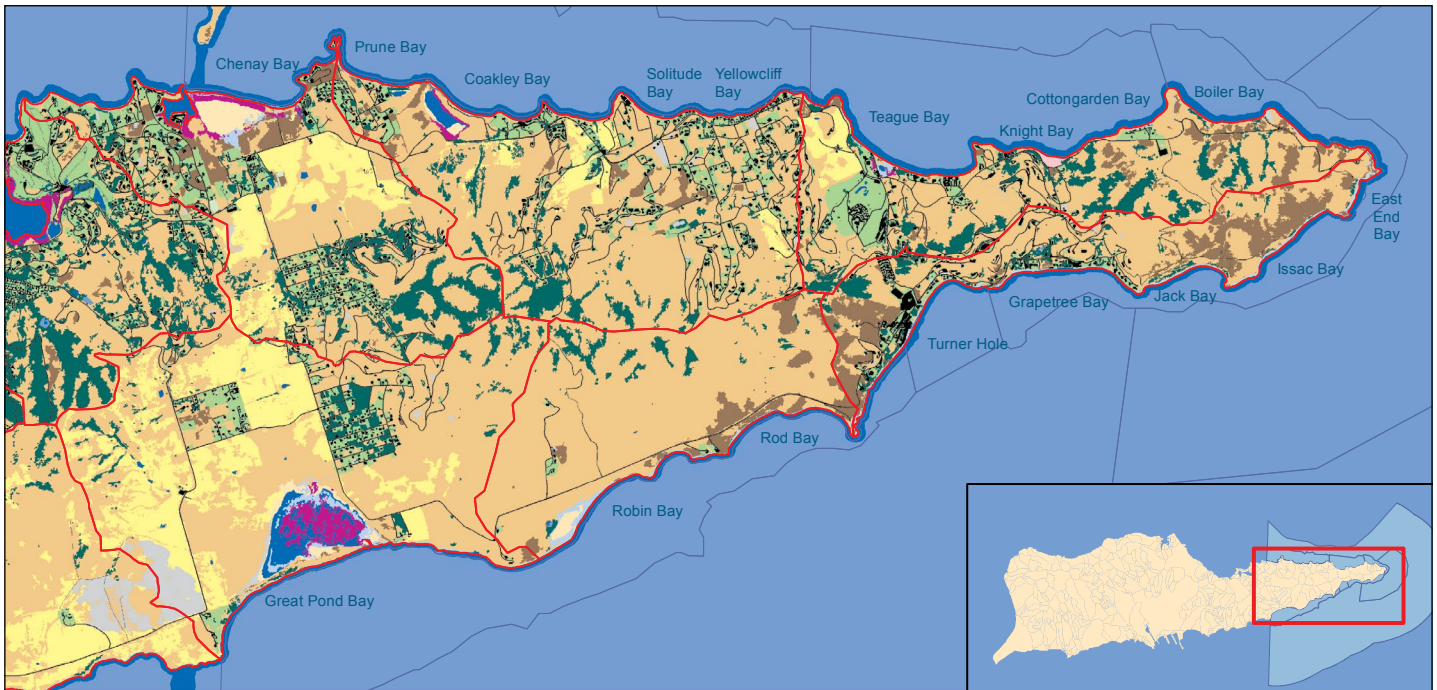 Prune Bay
Chenay Bay
Coakley Bay
Solitude
Bay
Yellowcliff
Bay
Teague Bay
Cottongarden Bay
Boiler Bay
Knight Bay
East
End
Bay
Issac Bay
Jack Bay
Grapetree Bay
Turner Hole
Rod Bay
Robin Bay
Great Pond Bay